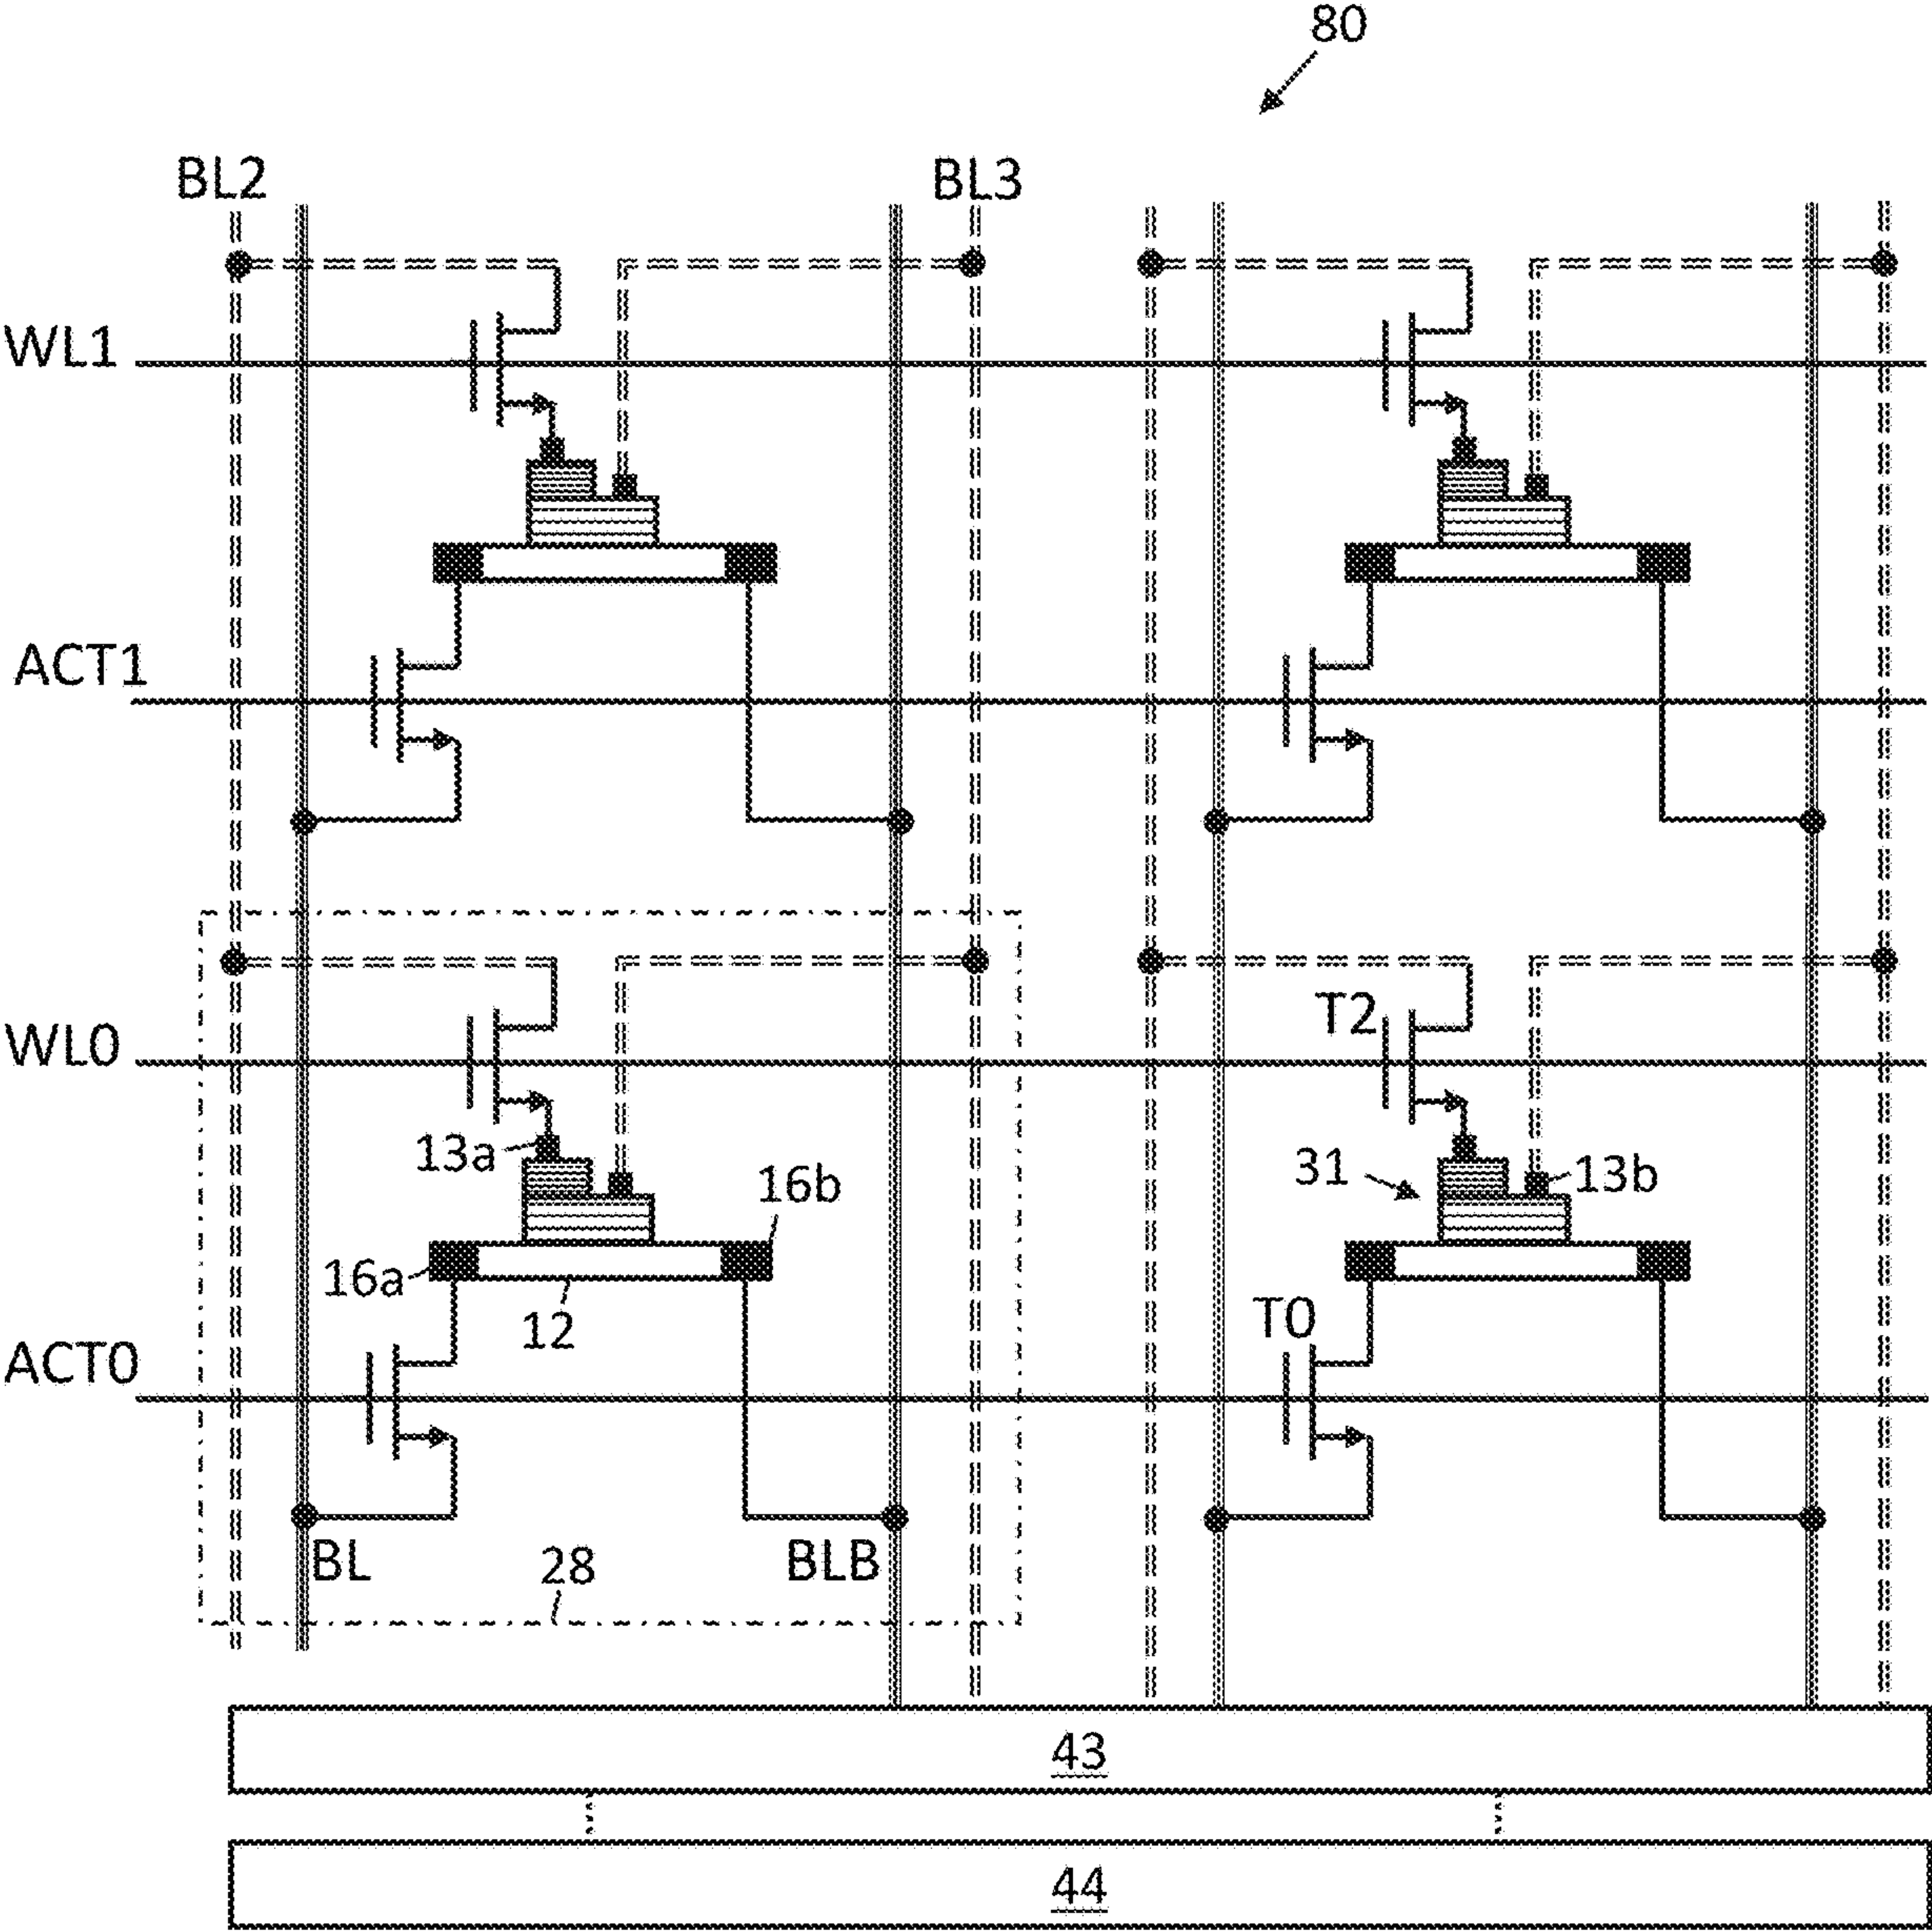 80
BL2 BL3
WL1
ACT1
WL0 T2
13a 16b 31 13b
16a 12 T0
ACT0
BL 28 BLB
43
44